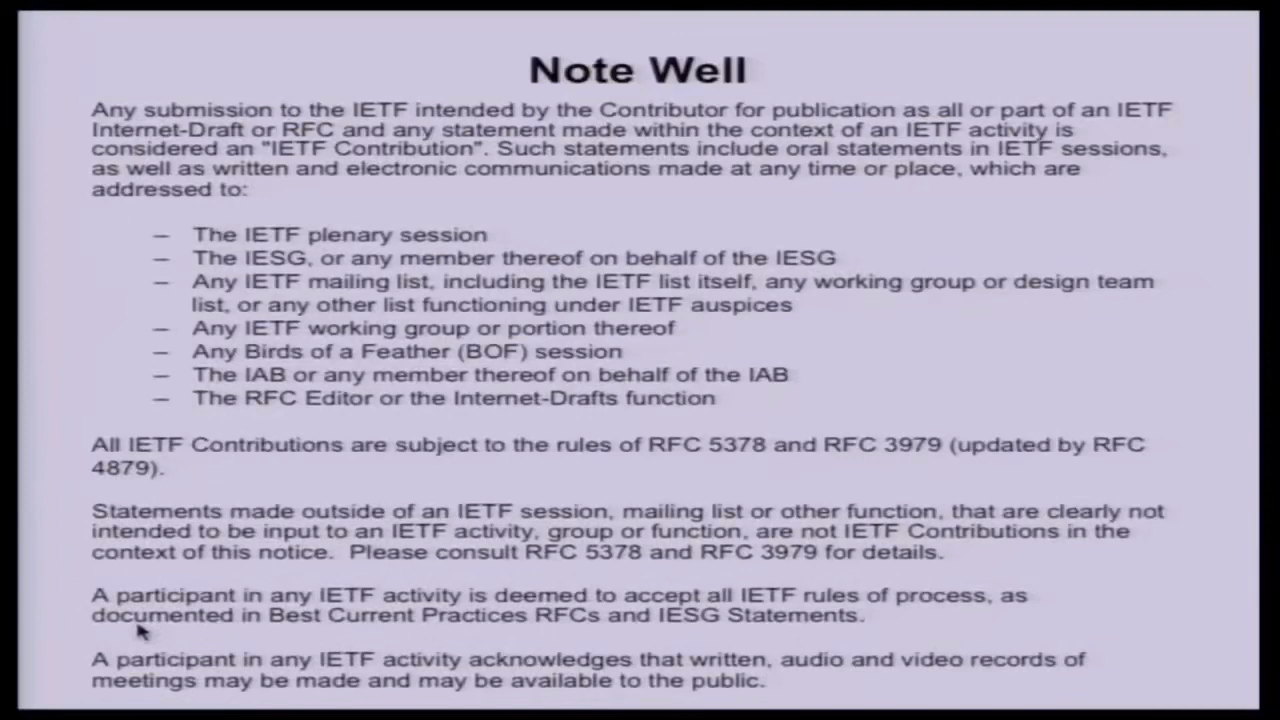 Note Well
Any submission to the IETF intended by the Contributor for publication as all or part of an IETF
Internet-Draft or RFC and any statement made within the context of an IETF activity is
considered an "IETF Contribution". Such statements include oral statements in IETF sessions,
as well as written and electronic communications made at any time or place, which are
addressed to:
– The IETF plenary session
– The IESG, or any member thereof on behalf of the IESG
– Any IETF mailing list, including the IETF list itself, any working group or design team
list, or any other list functioning under IETF auspices
– Any IETF working group or portion thereof
– Any Birds of a Feather (BOF) session
– The IAB or any member thereof on behalf of the IAB
– The RFC Editor or the Internet-Drafts function
All IETF Contributions are subject to the rules of RFC 5378 and RFC 3979 (updated by RFC
4879).
Statements made outside of an IETF session, mailing list or other function, that are clearly not
intended to be input to an IETF activity, group or function, are not IETF Contributions in the
context of this notice.  Please consult RFC 5378 and RFC 3979 for details.
A participant in any IETF activity is deemed to accept all IETF rules of process, as
documented in Best Current Practices RFCs and IESG Statements.
A participant in any IETF activity acknowledges that written, audio and video records of
meetings may be made and may be available to the public.